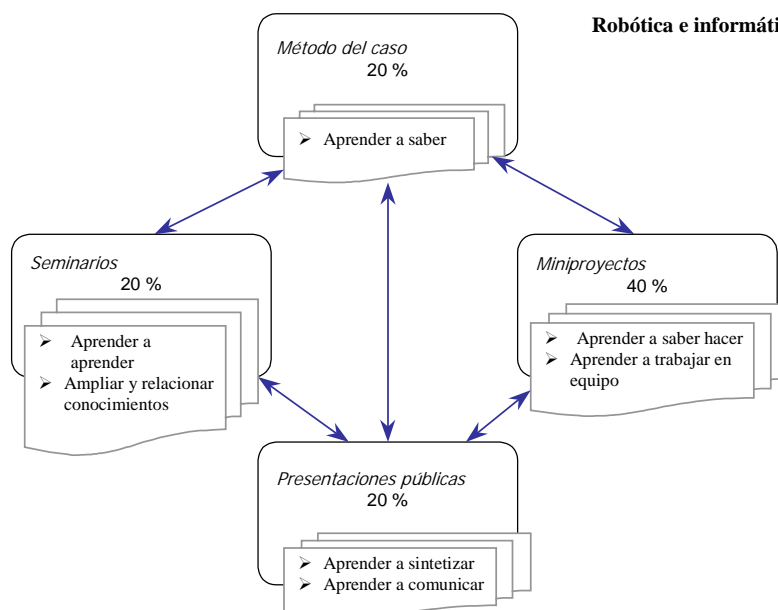 Robótica e informáti
Método del caso
20 %
➢ Aprender a saber
Seminarios
20 %
➢ Aprender a
aprender
➢ Ampliar y relacionar
conocimientos
Miniproyectos
40 %
➢ Aprender a saber hacer
➢ Aprender a trabajar en
equipo
Presentaciones públicas
20 %
➢ Aprender a sintetizar
➢ Aprender a comunicar